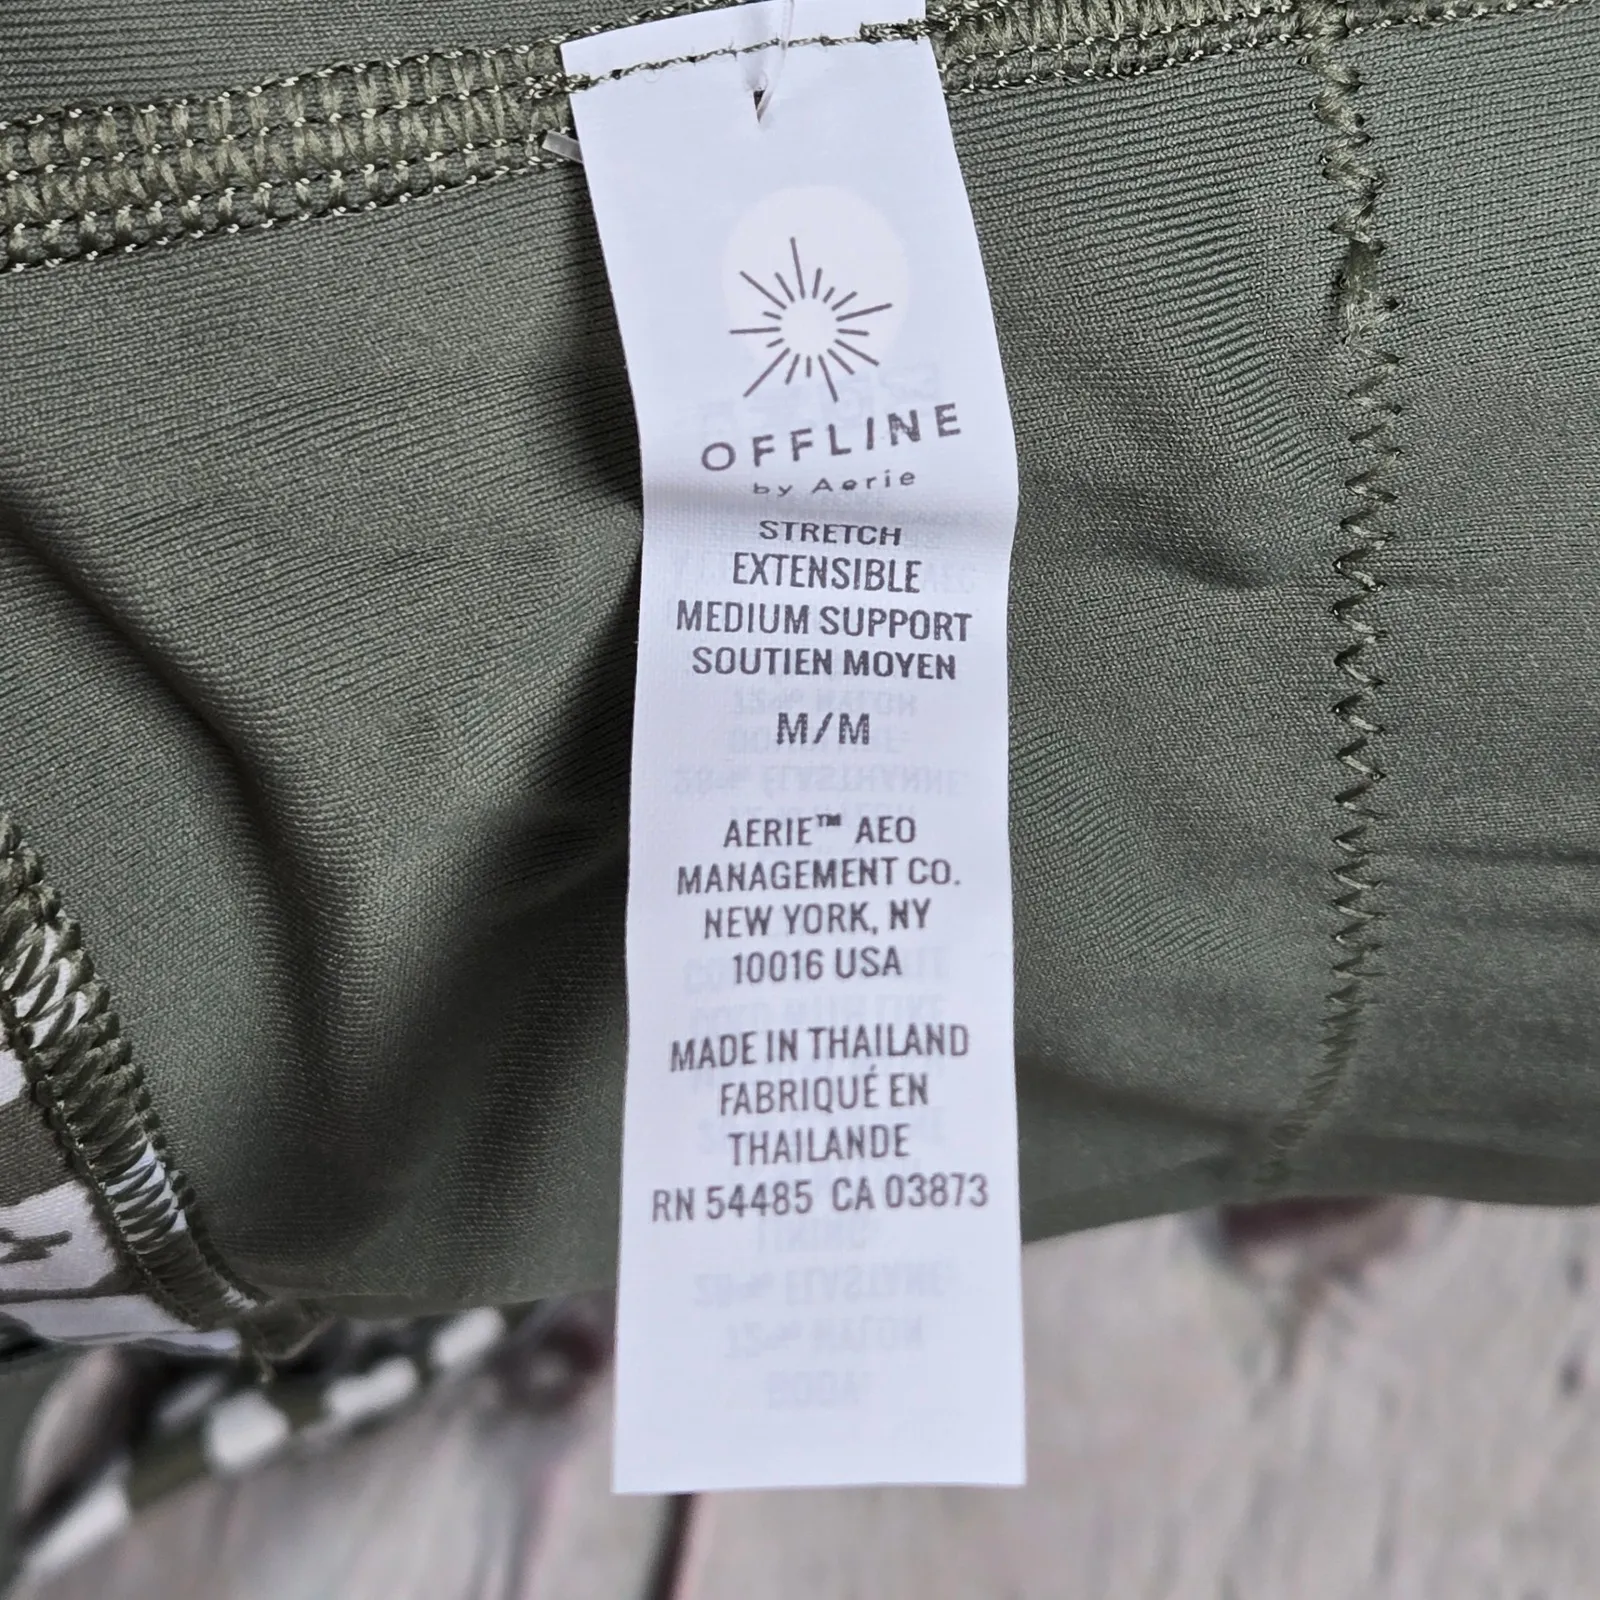 OFFLINE
by Aerie
STRETCH
EXTENSIBLE
MEDIUM SUPPORT
SOUTIEN MOYEN
M/M
AERIE™ AEO
MANAGEMENT CO.
NEW YORK, NY
10016 USA
MADE IN THAILAND
FABRIQUÉ EN
THAILANDE
RN 54485 CA 03873